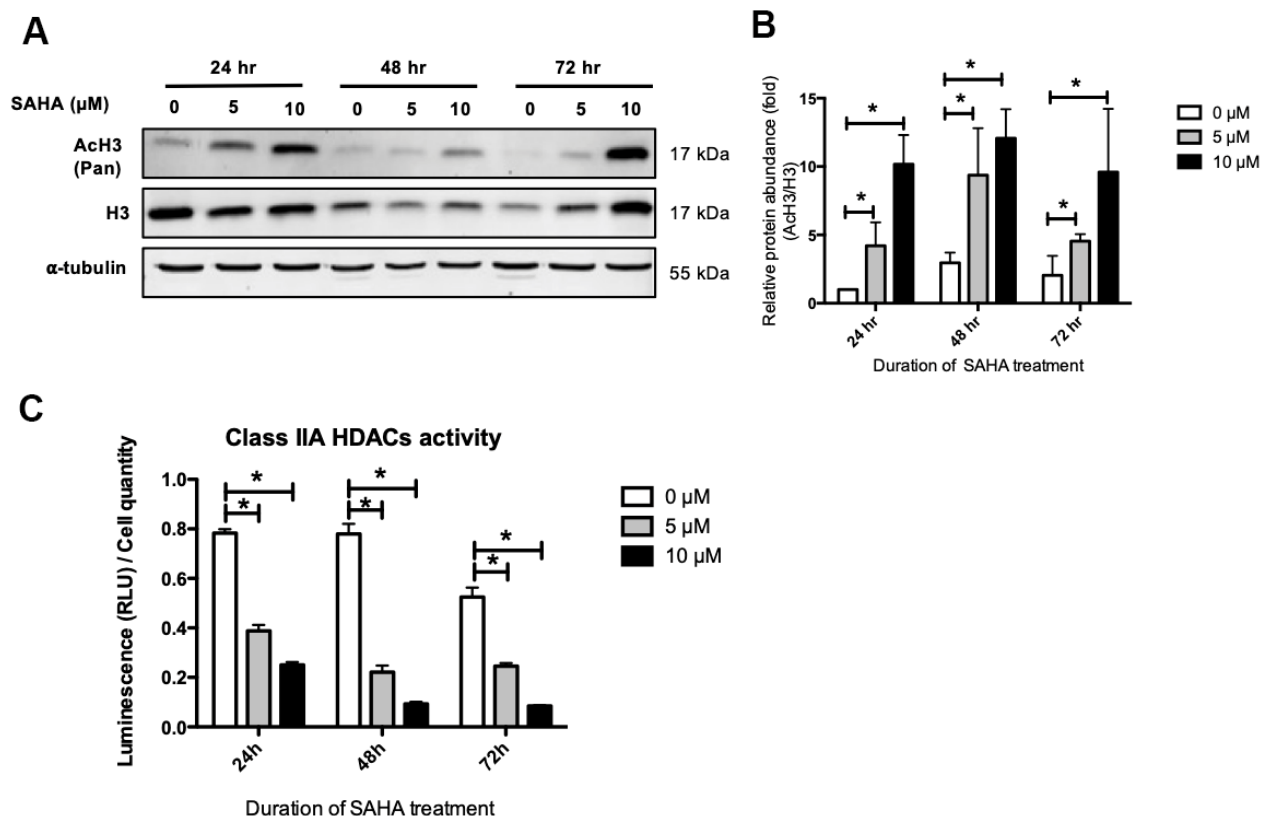 A
24 hr 48 hr 72 hr
SAHA (μM) 0 5 10 0 5 10 0 5 10
AcH3
(Pan)
17 kDa
H3
17 kDa
α-tubulin
55 kDa
B
Relative protein abundance (fold)
(AcH3/H3)
15
10
5
0
* * * * * *
24 hr 48 hr 72 hr
Duration of SAHA treatment
0 μM
5 μM
10 μM
C
Class IIA HDACs activity
Luminescence (RLU) / Cell quantity
1.0
0.8
0.6
0.4
0.2
0.0
* * * * * *
24h 48h 72h
Duration of SAHA treatment
0 μM
5 μM
10 μM